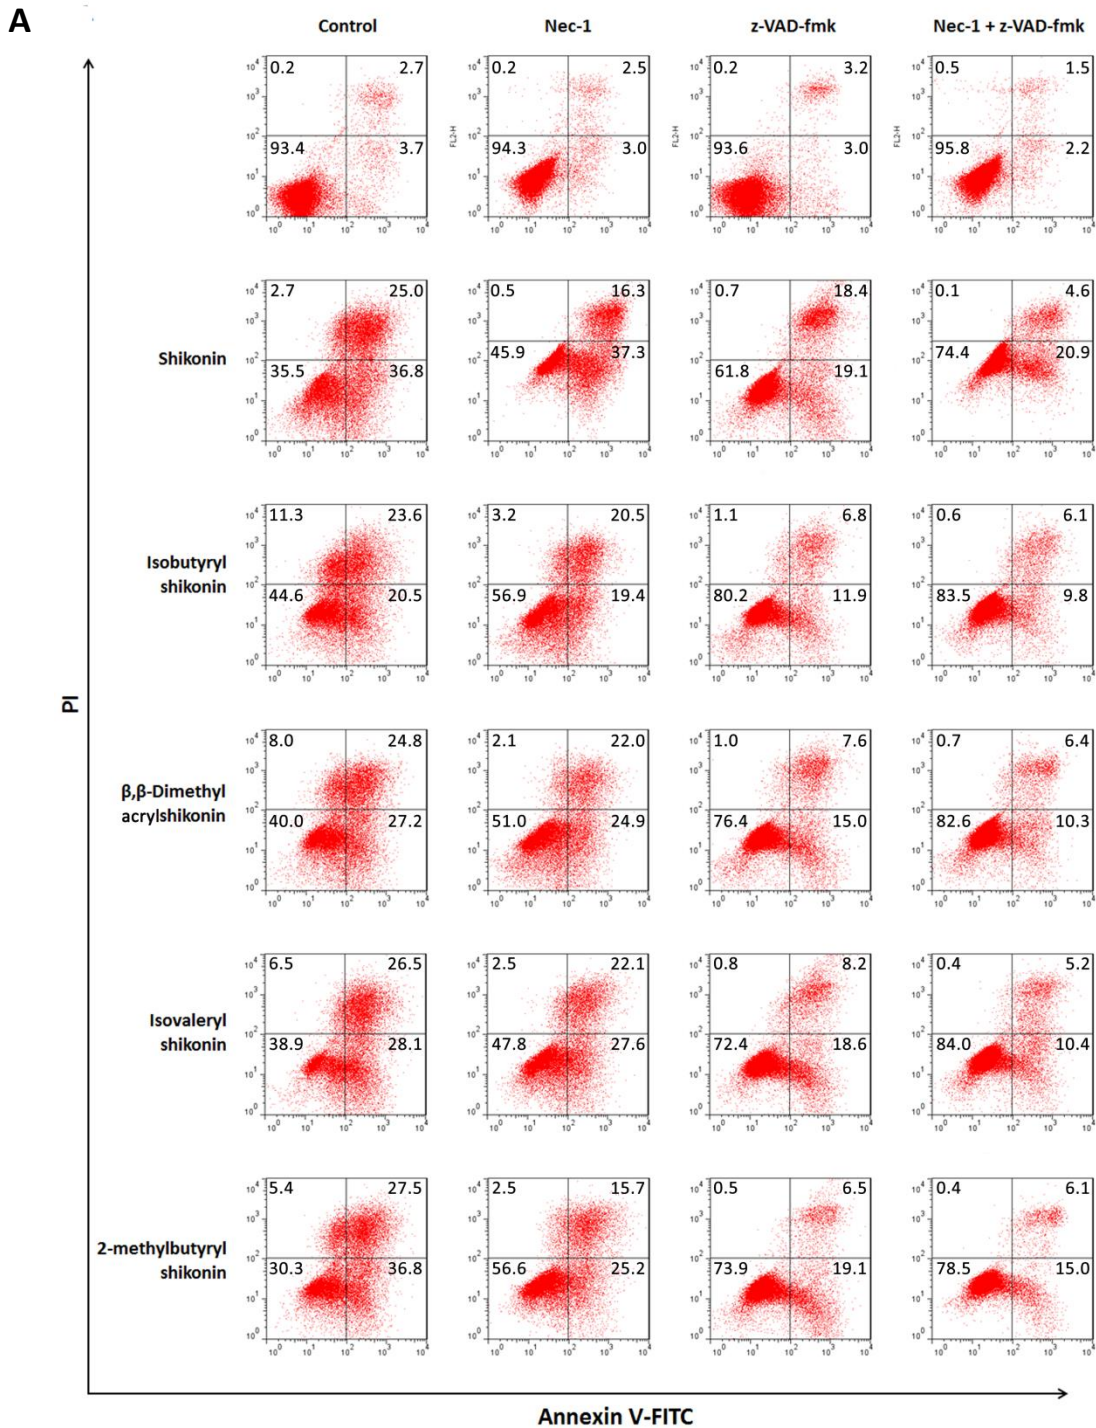 A
Control Nec-1 z-VAD-fmk Nec-1 + z-VAD-fmk
0.2 2.7 0.2 2.5 0.2 3.2 0.5 1.5
93.4 3.7 94.3 3.0 93.6 3.0 95.8 2.2
FL2-H FL2-H FL2-H
Shikonin
2.7 25.0 0.5 16.3 0.7 18.4 0.1 4.6
35.5 36.8 45.9 37.3 61.8 19.1 74.4 20.9
Isobutyryl
shikonin
11.3 23.6 3.2 20.5 1.1 6.8 0.6 6.1
44.6 20.5 56.9 19.4 80.2 11.9 83.5 9.8
PI
β,β-Dimethyl
acrylshikonin
8.0 24.8 2.1 22.0 1.0 7.6 0.7 6.4
40.0 27.2 51.0 24.9 76.4 15.0 82.6 10.3
Isovaleryl
shikonin
6.5 26.5 2.5 22.1 0.8 8.2 0.4 5.2
38.9 28.1 47.8 27.6 72.4 18.6 84.0 10.4
2-methylbutyryl
shikonin
5.4 27.5 2.5 15.7 0.5 6.5 0.4 6.1
30.3 36.8 56.6 25.2 73.9 19.1 78.5 15.0
Annexin V-FITC